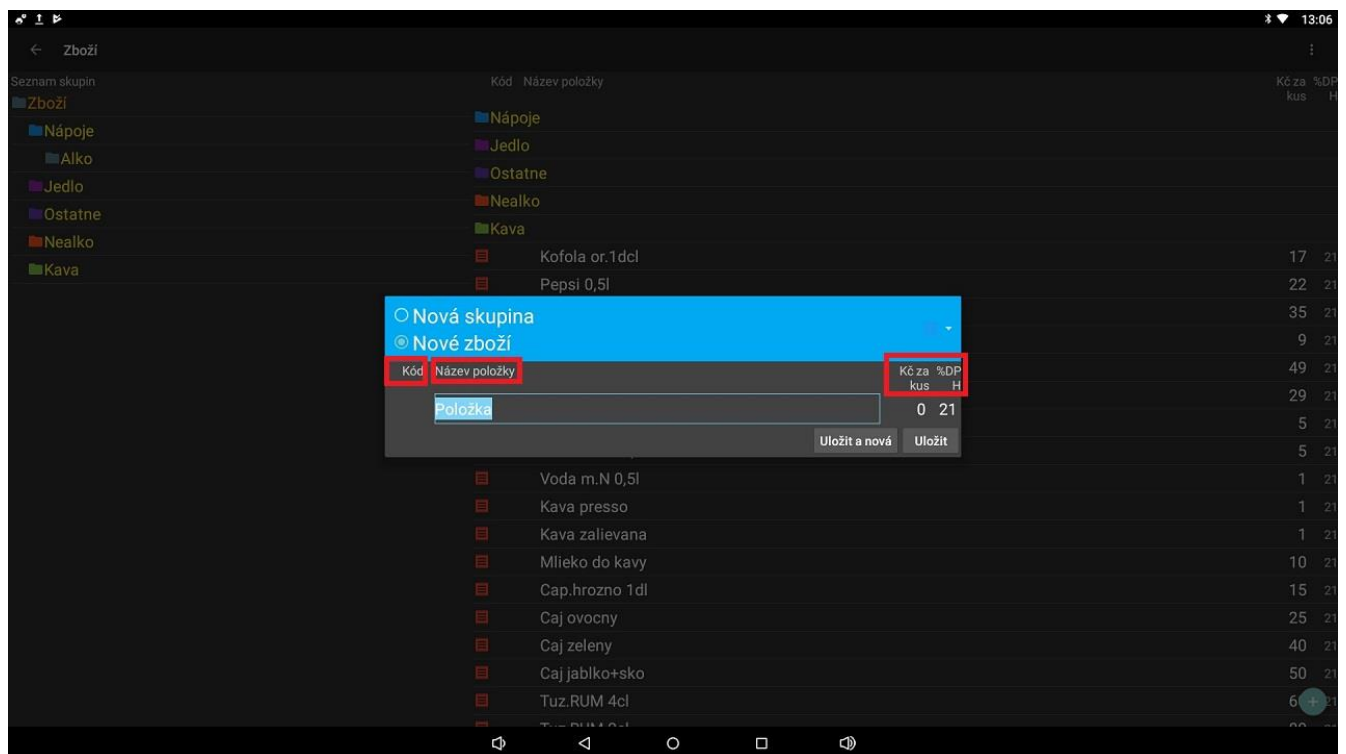 13:06
Zboží
Seznam skupin
Zboží
Nápoje
Alko
Jedlo
Ostatne
Nealko
Kava
Kód Název položky Kč za kus %DPH
Nápoje
Jedlo
Ostatne
Nealko
Kava
Kofola or.1dcl 17 21
Pepsi 0,5l 22 21
35 21
9 21
49 21
29 21
5 21
5 21
Nová skupina
Nové zboží
Kód Název položky Kč za kus %DPH
Položka 0 21
Uložit a nová Uložit
Voda m.N 0,5l 1 21
Kava presso 1 21
Kava zalievana 1 21
Mlieko do kavy 10 21
Cap.hrozno 1dl 15 21
Caj ovocny 25 21
Caj zeleny 40 21
Caj jablko+sko 50 21
Tuz.RUM 4cl 21